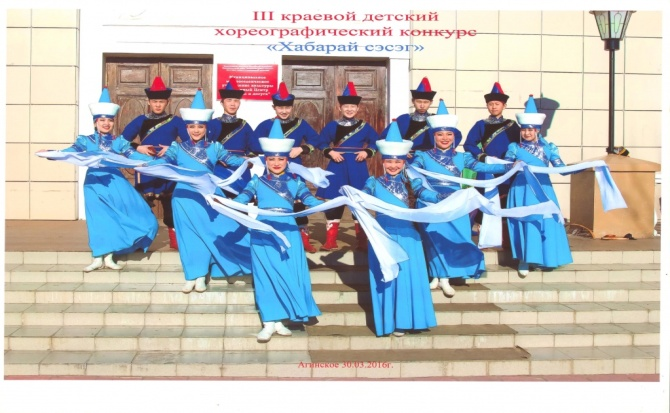 III краевой детский
хореографический конкурс
«Хабарай сэсэг»
Агинское 30.03.2016г.